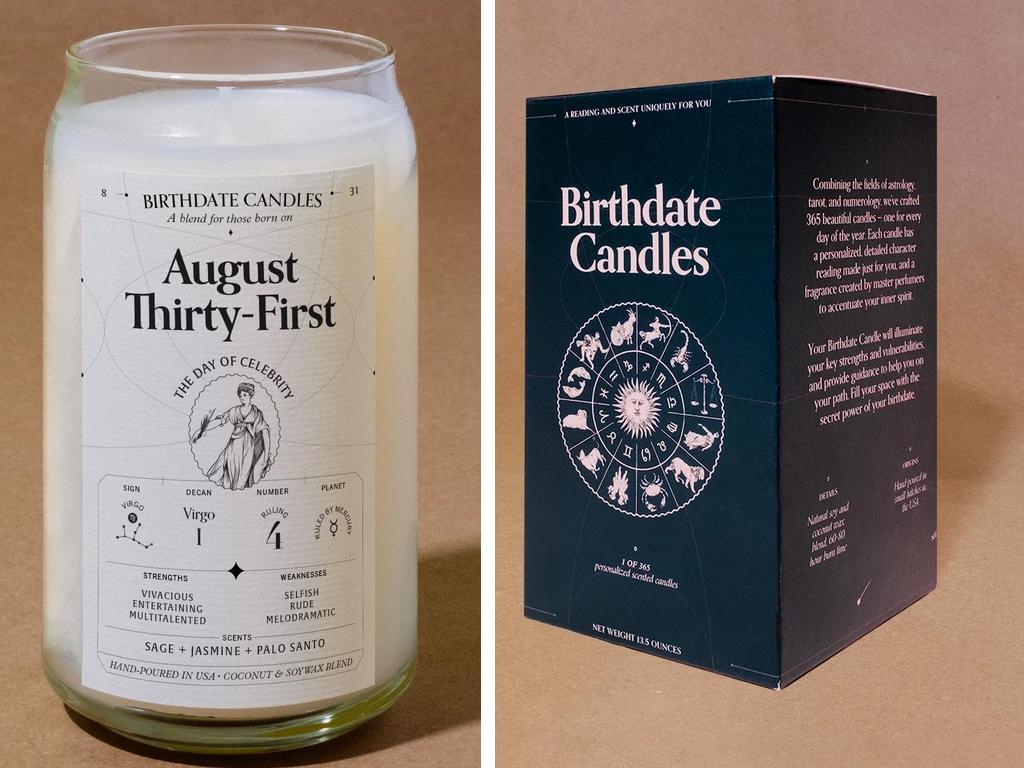 8 BIRTHDATE CANDLES 31
A blend for those born on
August
Thirty-First
THE DAY OF CELEBRITY
SIGN DECAN NUMBER PLANET
VIRGO Virgo RULING RULED BY MERCURY
I 4
STRENGTHS WEAKNESSES
VIVACIOUS SELFISH
ENTERTAINING RUDE
MULTITALENTED MELODRAMATIC
SCENTS
SAGE + JASMINE + PALO SANTO
HAND-POURED IN USA • COCONUT & SOY WAX BLEND
A READING AND SCENT UNIQUELY FOR YOU
Birthdate
Candles
1 OF 365
personalized scented candles
NET WEIGHT 13.5 OUNCES
Combining the fields of astrology,
tarot, and numerology, we've crafted
365 beautiful candles – one for every
day of the year. Each candle has
a personalized, detailed character
reading made just for you, and a
fragrance created by master perfumers
to accentuate your inner spirit.
Your Birthdate Candle will illuminate
your key strengths and vulnerabilities,
and provide guidance to help you on
your path. Fill your space with the
secret power of your birthdate.
DETAILS
Natural soy and
coconut wax
blend, 60-80
hour burn time
ORIGINS
Hand-poured in
small batches in
the USA